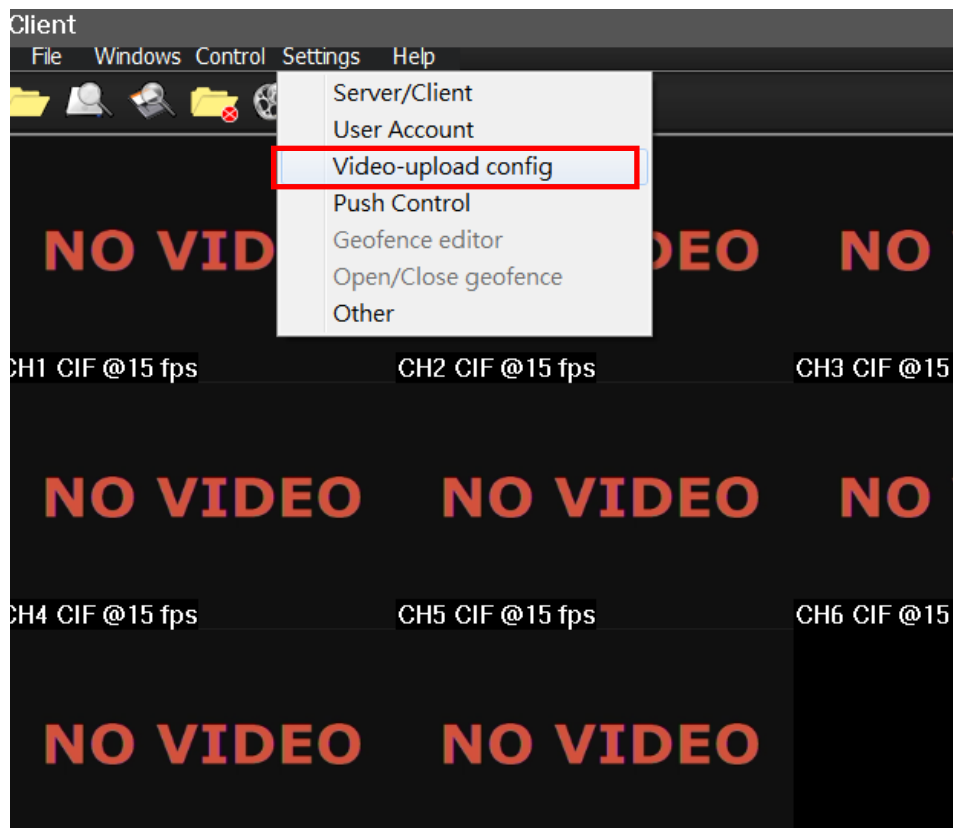 Client
File Windows Control Settings Help
Server/Client
User Account
Video-upload config
Push Control
Geofence editor
Open/Close geofence
Other
NO VID DEO NO
CH1 CIF @15 fps CH2 CIF @15 fps CH3 CIF @15
NO VIDEO NO VIDEO NO
CH4 CIF @15 fps CH5 CIF @15 fps CH6 CIF @15
NO VIDEO NO VIDEO